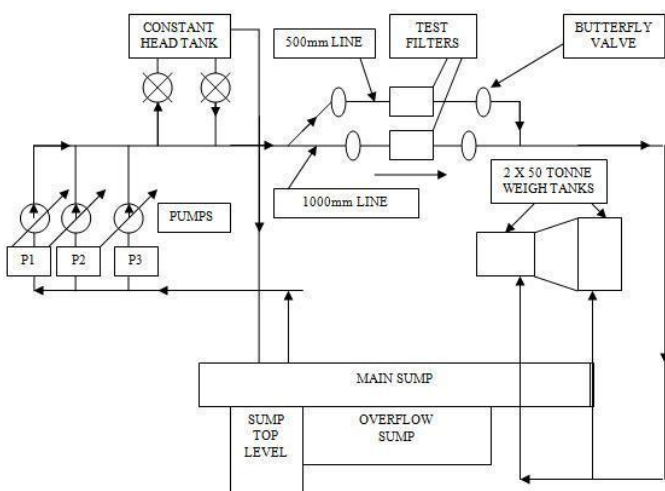 CONSTANT
HEAD TANK
500mm LINE
TEST
FILTERS
BUTTERFLY
VALVE
1000mm LINE
2 X 50 TONNE
WEIGH TANKS
PUMPS
P1
P2
P3
MAIN SUMP
SUMP
TOP
LEVEL
OVERFLOW
SUMP